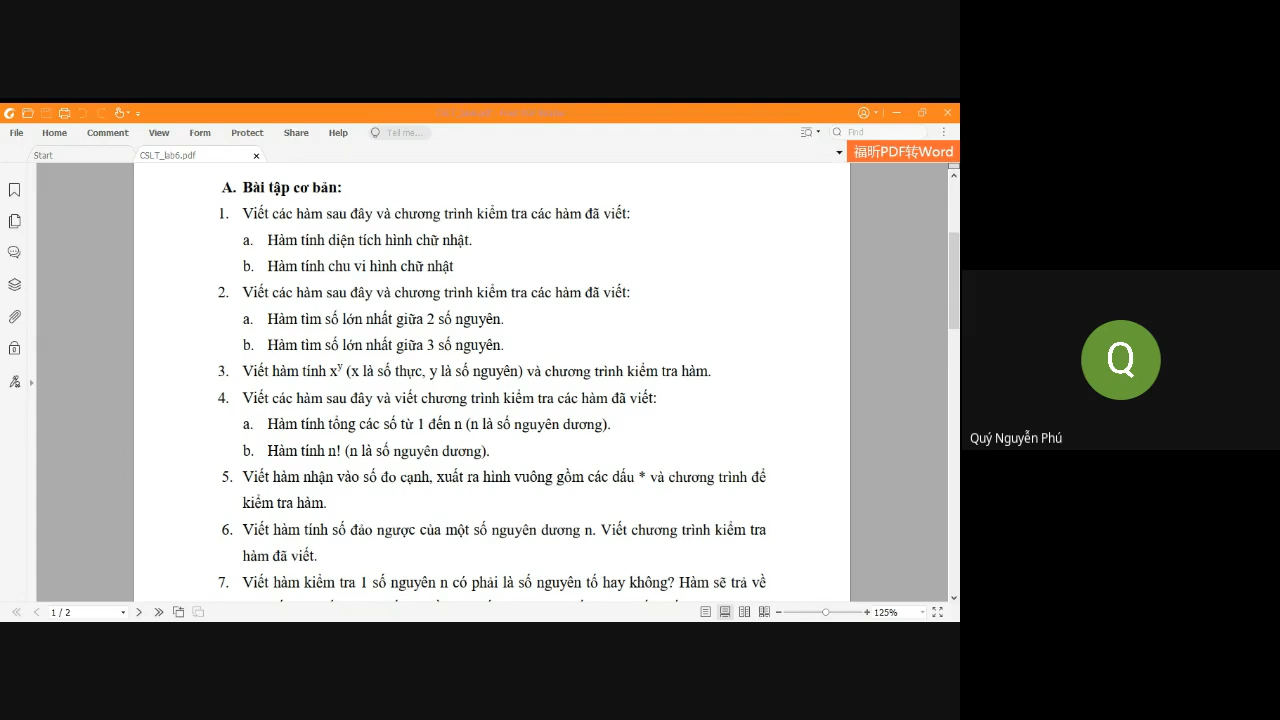 File Home Comment View Form Protect Share Help Tell me... Find
Start CSLT_lab6.pdf 福昕PDF转Word
A. Bài tập cơ bản:
1. Viết các hàm sau đây và chương trình kiểm tra các hàm đã viết:
a. Hàm tính diện tích hình chữ nhật.
b. Hàm tính chu vi hình chữ nhật
2. Viết các hàm sau đây và chương trình kiểm tra các hàm đã viết:
a. Hàm tìm số lớn nhất giữa 2 số nguyên.
b. Hàm tìm số lớn nhất giữa 3 số nguyên.
3. Viết hàm tính xʸ (x là số thực, y là số nguyên) và chương trình kiểm tra hàm.
4. Viết các hàm sau đây và viết chương trình kiểm tra các hàm đã viết:
a. Hàm tính tổng các số từ 1 đến n (n là số nguyên dương).
b. Hàm tính n! (n là số nguyên dương).
5. Viết hàm nhận vào số đo cạnh, xuất ra hình vuông gồm các dấu * và chương trình để
kiểm tra hàm.
6. Viết hàm tính số đảo ngược của một số nguyên dương n. Viết chương trình kiểm tra
hàm đã viết.
7. Viết hàm kiểm tra 1 số nguyên n có phải là số nguyên tố hay không? Hàm sẽ trả về
1 / 2 125%
Q
Quý Nguyễn Phú